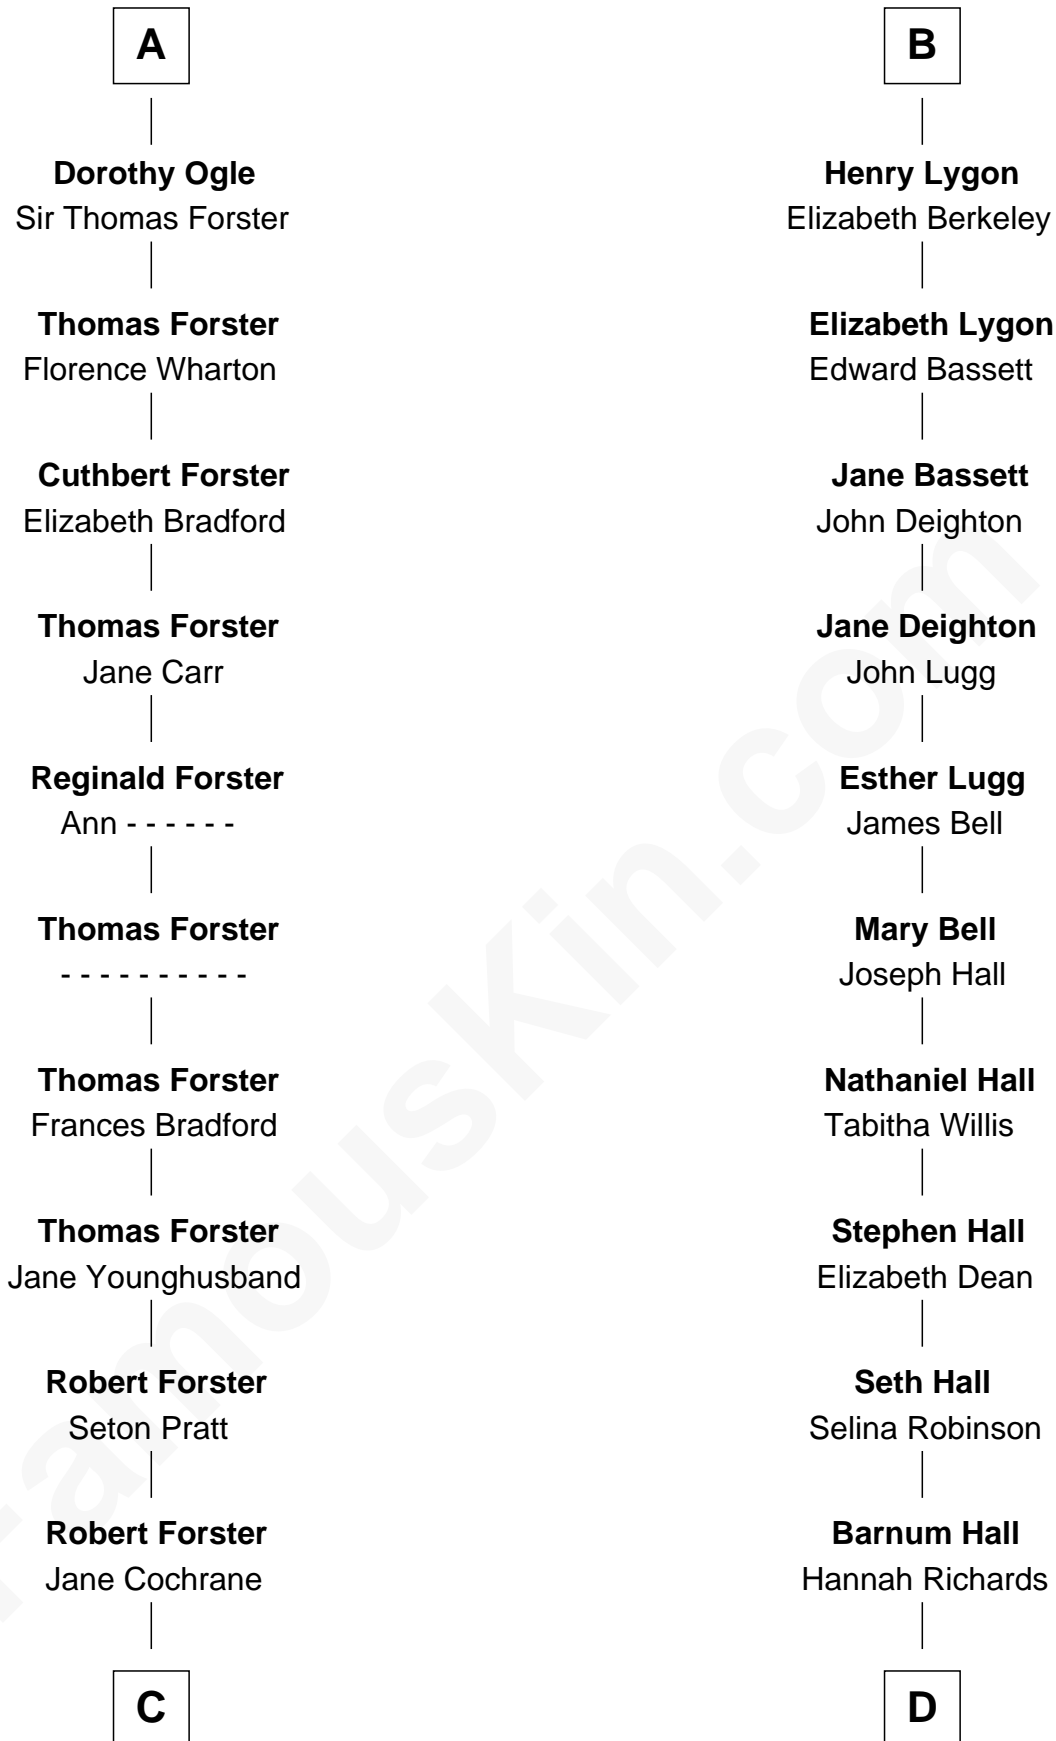 A
Dorothy Ogle
Sir Thomas Forster
Thomas Forster
Florence Wharton
Cuthbert Forster
Elizabeth Bradford
Thomas Forster
Jane Carr
Reginald Forster
Ann - - - - - -
Thomas Forster
- - - - - - - - - -
Thomas Forster
Frances Bradford
Thomas Forster
Jane Younghusband
Robert Forster
Seton Pratt
Robert Forster
Jane Cochrane
C
B
Henry Lygon
Elizabeth Berkeley
Elizabeth Lygon
Edward Bassett
Jane Bassett
John Deighton
Jane Deighton
John Lugg
Esther Lugg
James Bell
Mary Bell
Joseph Hall
Nathaniel Hall
Tabitha Willis
Stephen Hall
Elizabeth Dean
Seth Hall
Selina Robinson
Barnum Hall
Hannah Richards
D
FamousKin.com